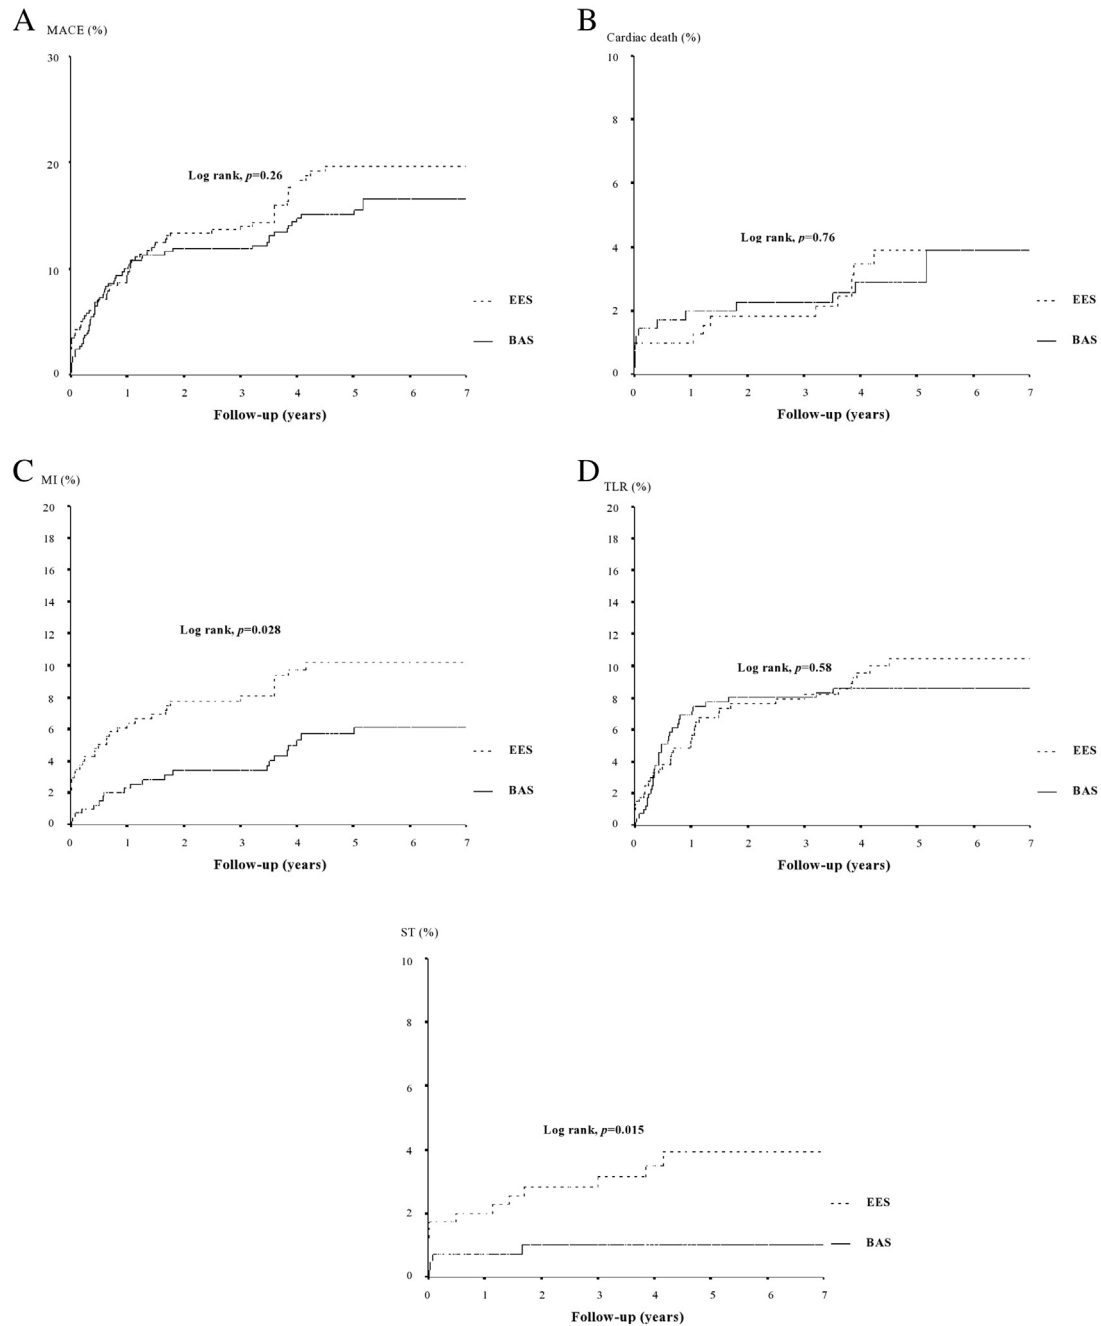 A
MACE (%)
30
20
10
0
Log rank, p=0.26
EES
BAS
0 1 2 3 4 5 6 7
Follow-up (years)
B
Cardiac death (%)
10
8
6
4
2
0
Log rank, p=0.76
EES
BAS
0 1 2 3 4 5 6 7
Follow-up (years)
C
MI (%)
20
18
16
14
12
10
8
6
4
2
0
Log rank, p=0.028
EES
BAS
0 1 2 3 4 5 6 7
Follow-up (years)
D
TLR (%)
20
18
16
14
12
10
8
6
4
2
0
Log rank, p=0.58
EES
BAS
0 1 2 3 4 5 6 7
Follow-up (years)
ST (%)
10
8
6
4
2
0
Log rank, p=0.015
EES
BAS
0 1 2 3 4 5 6 7
Follow-up (years)